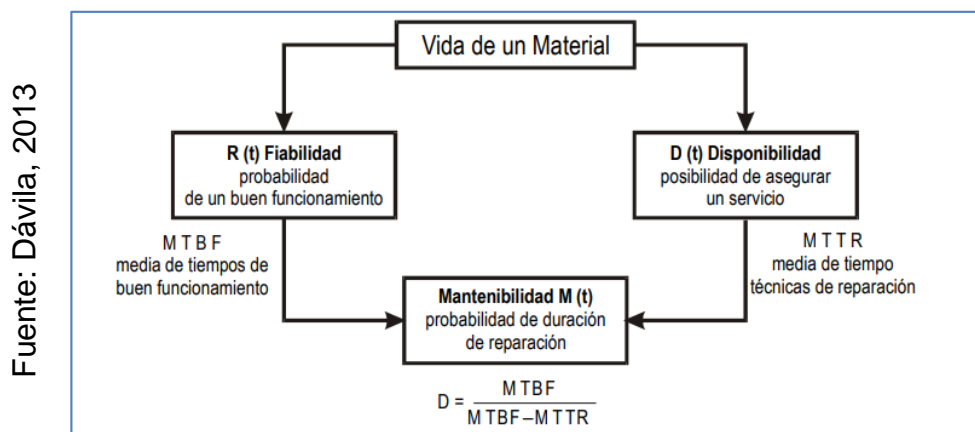 Fuente: Dávila, 2013
Vida de un Material
R (t) Fiabilidad
probabilidad
de un buen funcionamiento
D (t) Disponibilidad
posibilidad de asegurar
un servicio
M T B F
media de tiempos de
buen funcionamiento
M T T R
media de tiempo
técnicas de reparación
Mantenibilidad M (t)
probabilidad de duración
de reparación
D = M TBF
M TBF–M TTR